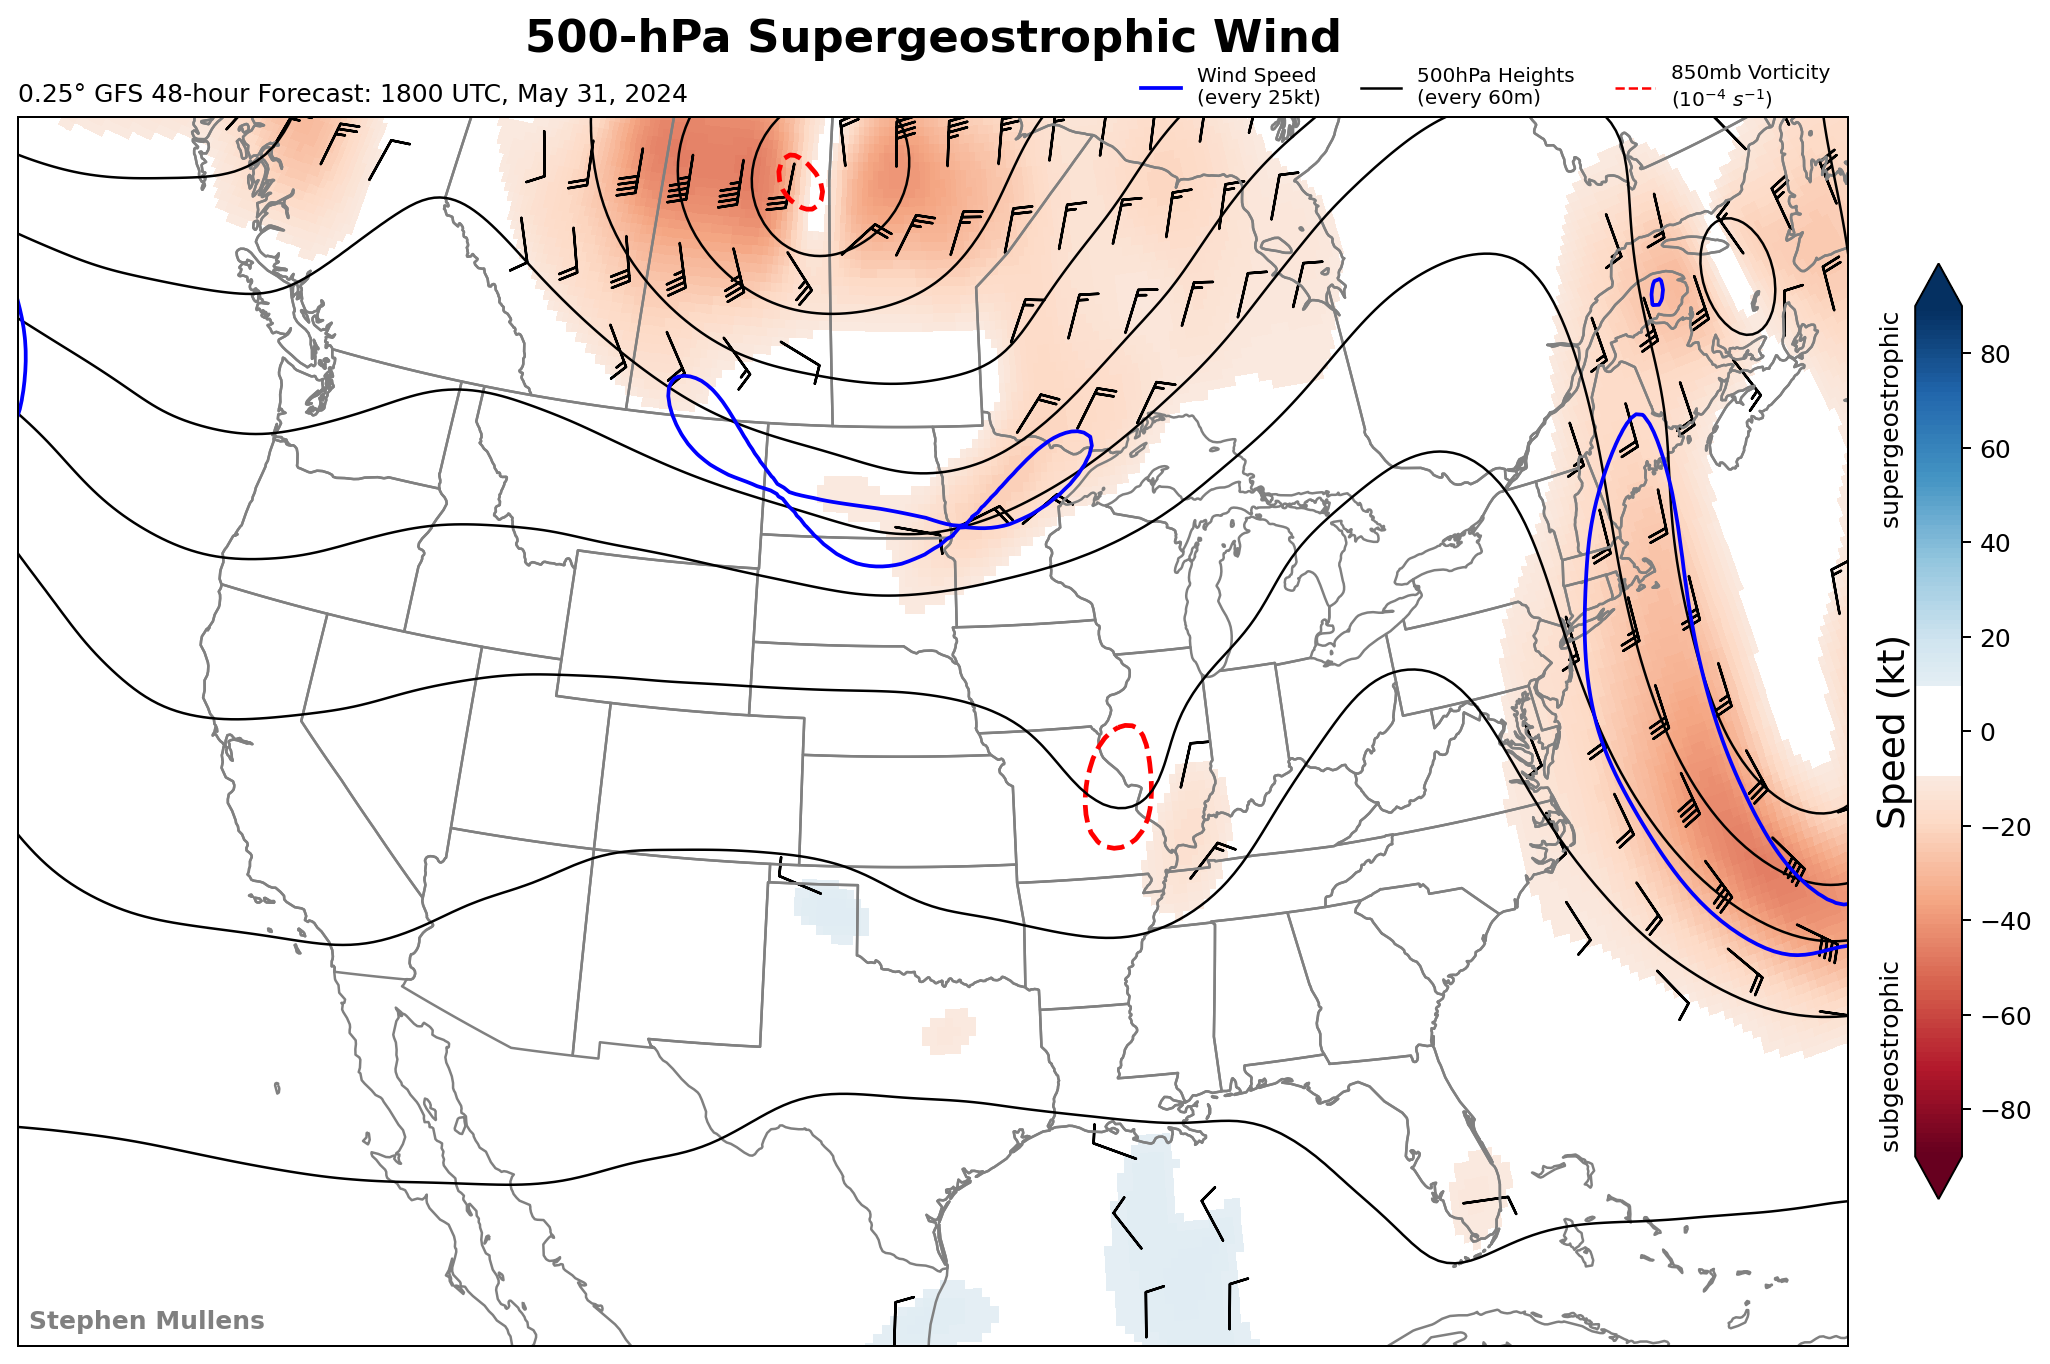 500-hPa Supergeostrophic Wind
0.25° GFS 48-hour Forecast: 1800 UTC, May 31, 2024
Wind Speed
(every 25kt)
500hPa Heights
(every 60m)
850mb Vorticity
(10⁻⁴ s⁻¹)
supergeostrophic
Speed (kt)
subgeostrophic
80
60
40
20
0
−20
−40
−60
−80
Stephen Mullens